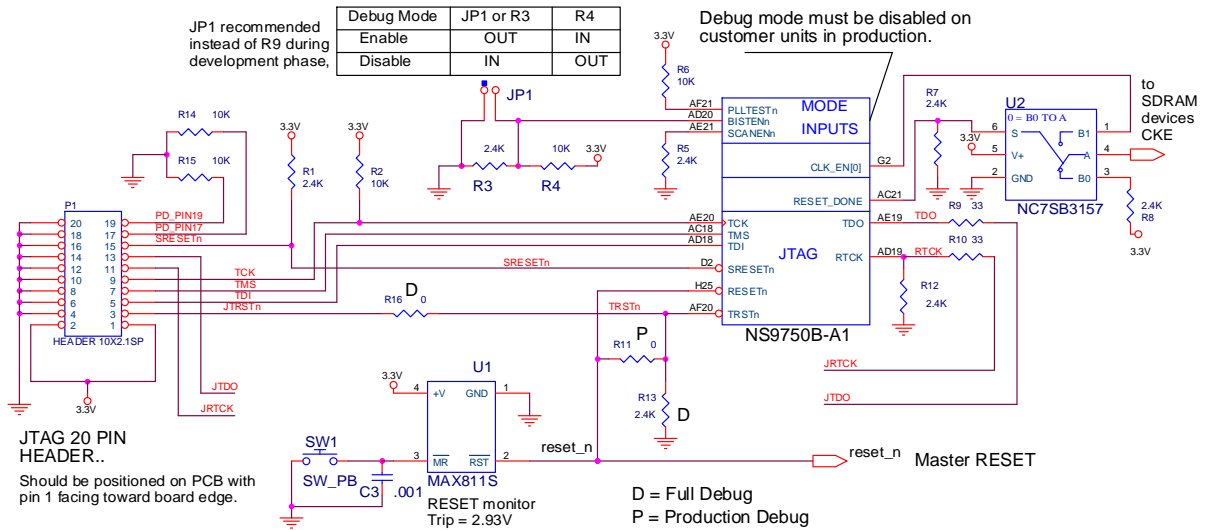 JP1 recommended
instead of R9 during
development phase,
Debug Mode JP1 or R3 R4
Enable OUT IN
Disable IN OUT
Debug mode must be disabled on
customer units in production.
JP1
3.3V
R6
10K
AF21 PLLTESTn
AD20 BISTENn
AE21 SCANENn
MODE
INPUTS
R5
2.4K
CLK_EN[0] G2
RESET_DONE AC21
R7
2.4K
U2
0 = B0 TO A
6 S B1 1
3.3V
5 V+ A 4
2 GND B0 3
NC7SB3157
to
SDRAM
devices
CKE
2.4K
R8
3.3V
R14 10K
R15 10K
3.3V
R1
2.4K
3.3V
R2
10K
2.4K
R3
10K
R4
3.3V
P1
20 19 PD_PIN19
18 17 PD_PIN17
16 15 SRESETn
14 13
12 11
10 9 TCK
8 7 TMS
6 5 TDI
4 3 JTRSTn
2 1
HEADER 10X2.1SP
3.3V
JTDO
JRTCK
JTAG 20 PIN
HEADER..
Should be positioned on PCB with
pin 1 facing toward board edge.
AE20 TCK
AC18 TMS
AD18 TDI
JTAG
SRESETn D2 SRESETn
H25 RESETn
TRSTn AF20 TRSTn
TDO AE19 TDO
R9 33
RTCK AD19 RTCK
R10 33
R12
2.4K
NS9750B-A1
JRTCK
JTDO
D
R16 0
P
R11 0
R13
2.4K
D
U1
3.3V
4 +V GND 1
3 MR RST 2
MAX811S
RESET monitor
Trip = 2.93V
SW1
SW_PB
C3 .001
reset_n
reset_n
Master RESET
D = Full Debug
P = Production Debug